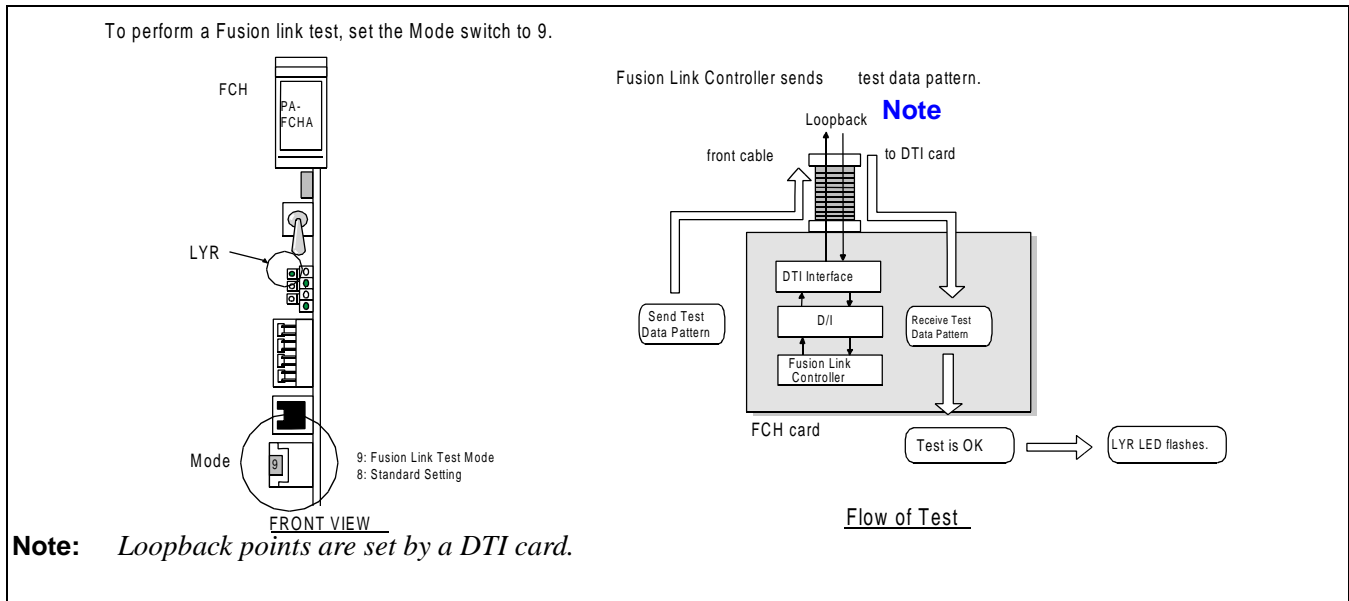 To perform a Fusion link test, set the Mode switch to 9.
FCH
PA-
FCHA
LYR
Mode
9
9: Fusion Link Test Mode
8: Standard Setting
FRONT VIEW
Fusion Link Controller sends test data pattern.
Note
Loopback
front cable
to DTI card
DTI Interface
D/I
Fusion Link
Controller
Send Test
Data Pattern
Receive Test
Data Pattern
FCH card
Test is OK
LYR LED flashes.
Flow of Test
Note: Loopback points are set by a DTI card.